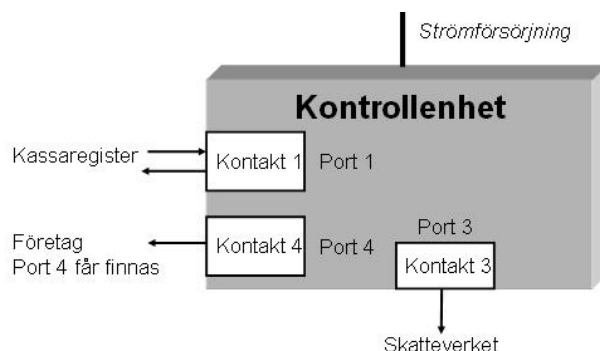 Strömförsörjning
Kontrollenhet
Kassaregister
Kontakt 1
Port 1
Företag
Port 4 får finnas
Kontakt 4
Port 4
Port 3
Kontakt 3
Skatteverket